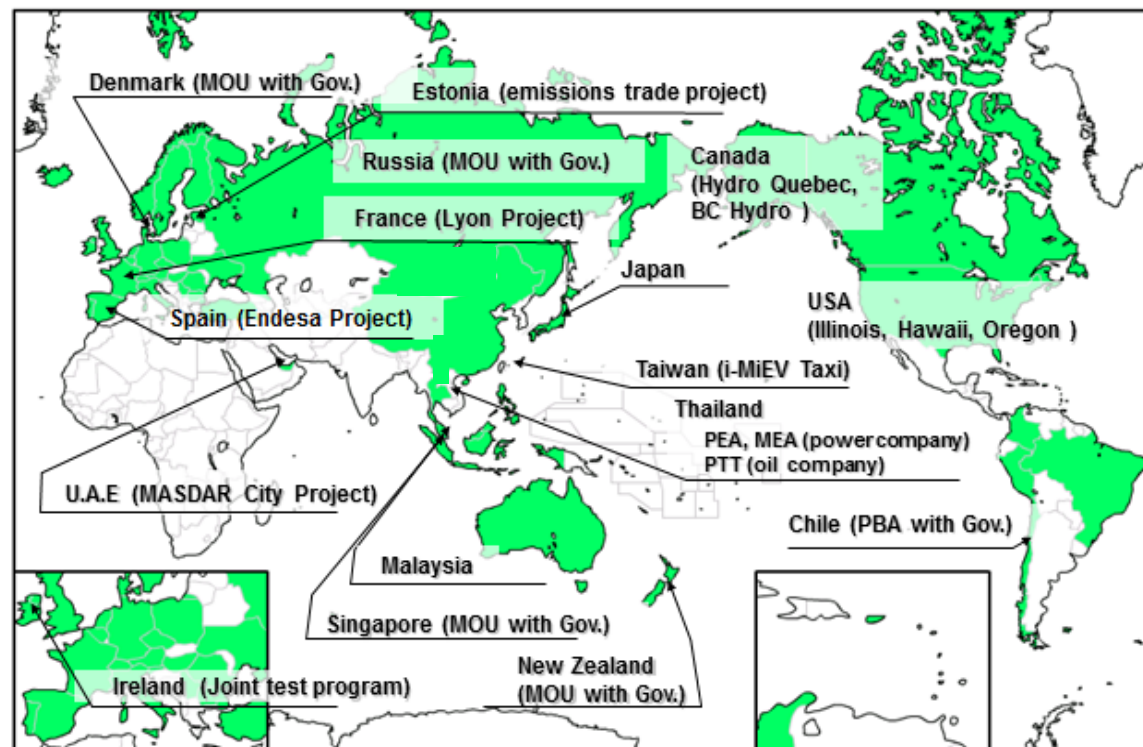 Denmark (MOU with Gov.)
Estonia (emissions trade project)
Russia (MOU with Gov.)
Canada
(Hydro Quebec,
BC Hydro )
France (Lyon Project)
Japan
USA
(Illinois, Hawaii, Oregon )
Spain (Endesa Project)
Taiwan (i-MiEV Taxi)
Thailand
PEA, MEA (power company)
PTT (oil company)
U.A.E (MASDAR City Project)
Chile (PBA with Gov.)
Malaysia
Singapore (MOU with Gov.)
New Zealand
(MOU with Gov.)
Ireland (Joint test program)